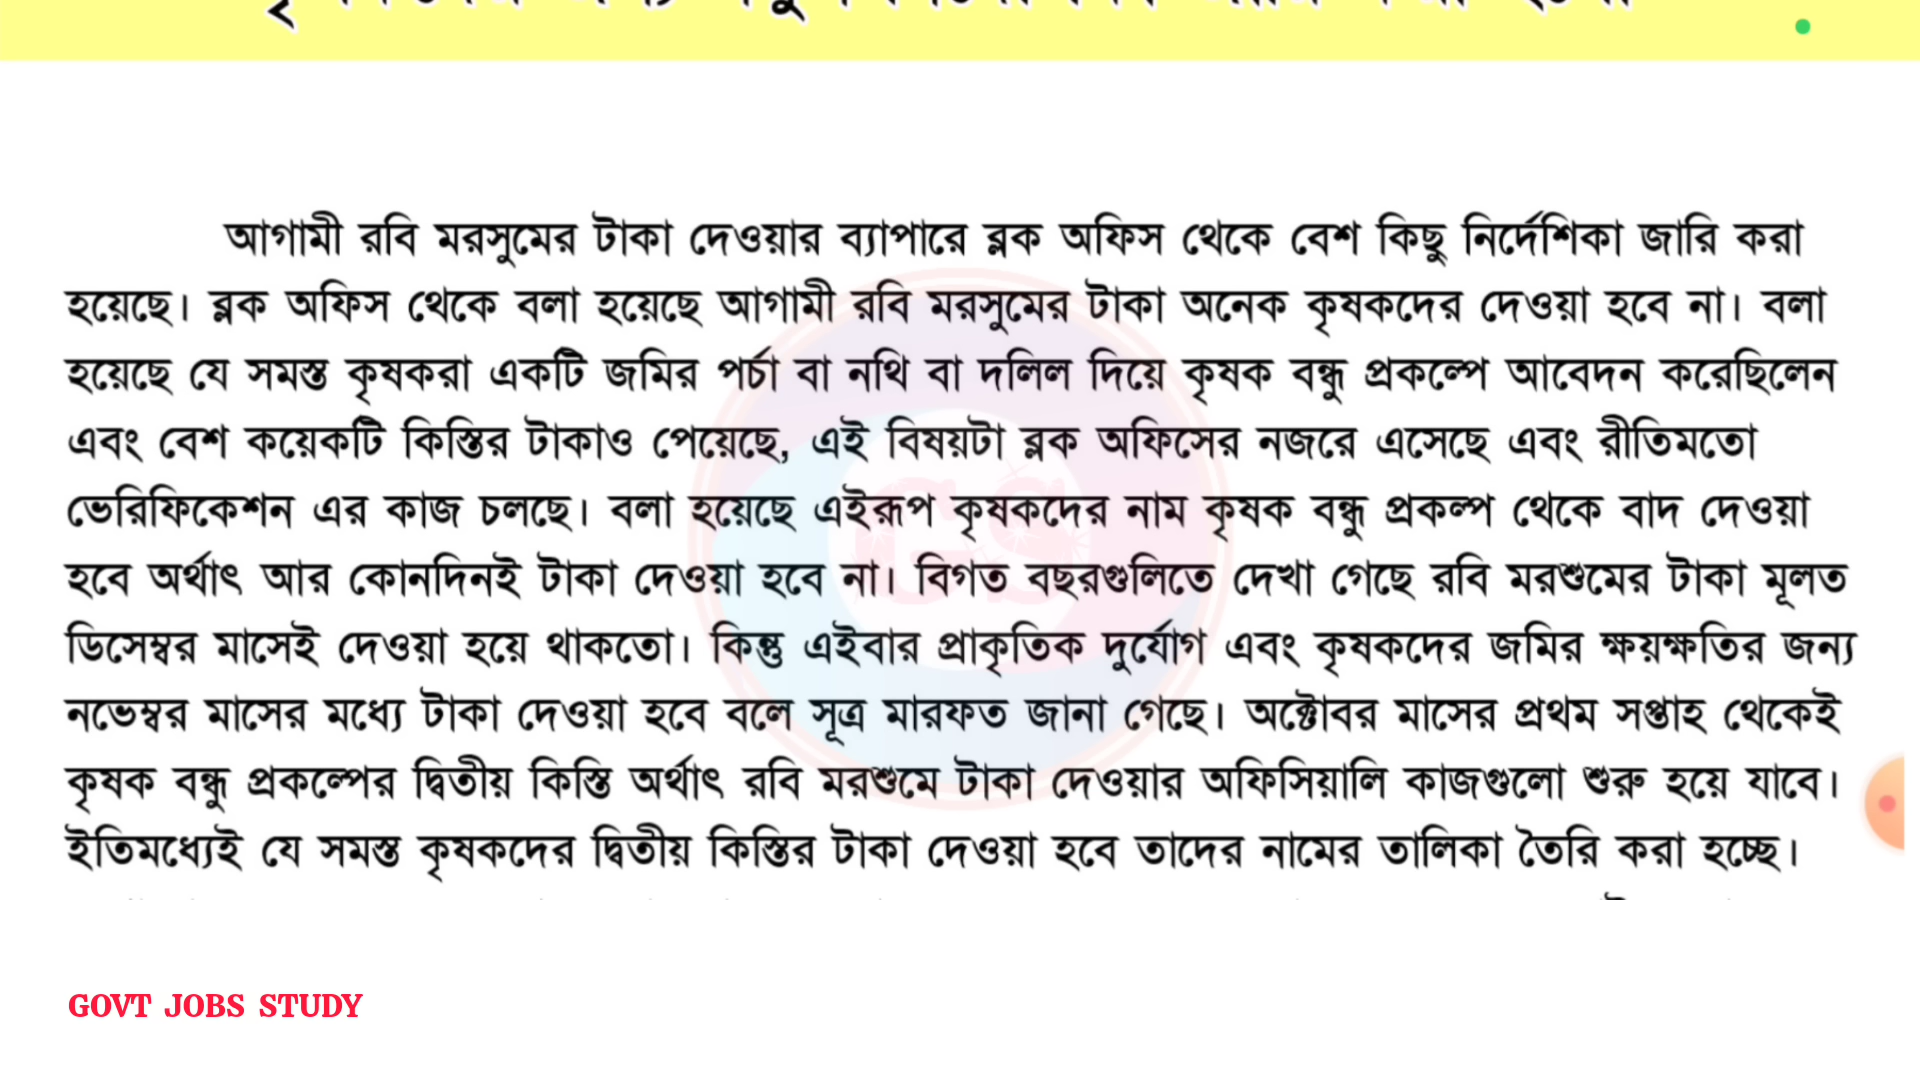 আগামী রবি মরসুমের টাকা দেওয়ার ব্যাপারে ব্লক অফিস থেকে বেশ কিছু নির্দেশিকা জারি করা
হয়েছে। ব্লক অফিস থেকে বলা হয়েছে আগামী রবি মরসুমের টাকা অনেক কৃষকদের দেওয়া হবে না। বলা
হয়েছে যে সমস্ত কৃষকরা একটি জমির পর্চা বা নথি বা দলিল দিয়ে কৃষক বন্ধু প্রকল্পে আবেদন করেছিলেন
এবং বেশ কয়েকটি কিস্তির টাকাও পেয়েছে, এই বিষয়টা ব্লক অফিসের নজরে এসেছে এবং রীতিমতো
ভেরিফিকেশন এর কাজ চলছে। বলা হয়েছে এইরূপ কৃষকদের নাম কৃষক বন্ধু প্রকল্প থেকে বাদ দেওয়া
হবে অর্থাৎ আর কোনদিনই টাকা দেওয়া হবে না। বিগত বছরগুলিতে দেখা গেছে রবি মরশুমের টাকা মূলত
ডিসেম্বর মাসেই দেওয়া হয়ে থাকতো। কিন্তু এইবার প্রাকৃতিক দুর্যোগ এবং কৃষকদের জমির ক্ষয়ক্ষতির জন্য
নভেম্বর মাসের মধ্যে টাকা দেওয়া হবে বলে সূত্র মারফত জানা গেছে। অক্টোবর মাসের প্রথম সপ্তাহ থেকেই
কৃষক বন্ধু প্রকল্পের দ্বিতীয় কিস্তি অর্থাৎ রবি মরশুমে টাকা দেওয়ার অফিসিয়ালি কাজগুলো শুরু হয়ে যাবে।
ইতিমধ্যেই যে সমস্ত কৃষকদের দ্বিতীয় কিস্তির টাকা দেওয়া হবে তাদের নামের তালিকা তৈরি করা হচ্ছে।
GS
GOVT JOBS STUDY